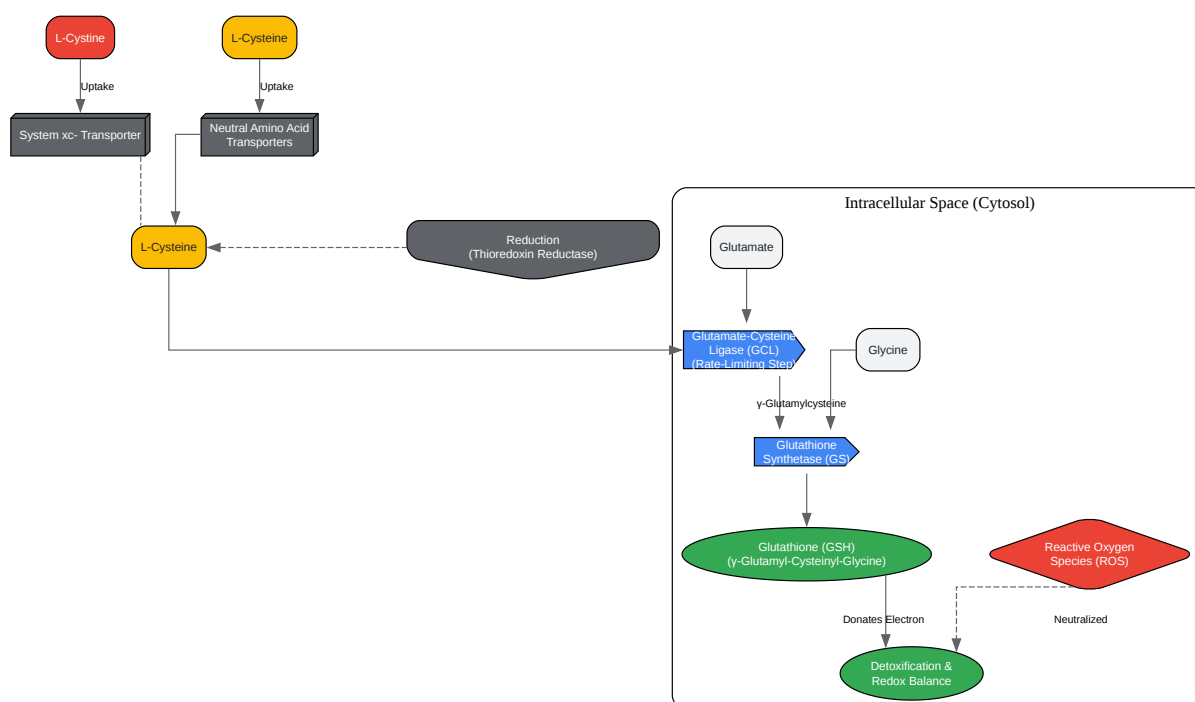 L-Cystine
L-Cysteine
Uptake
Uptake
System xc- Transporter
Neutral Amino Acid
Transporters
Intracellular Space (Cytosol)
L-Cysteine
Reduction
(Thioredoxin Reductase)
Glutamate
Glutamate-Cysteine
Ligase (GCL)
(Rate-Limiting Step)
Glycine
γ-Glutamylcysteine
Glutathione
Synthetase (GS)
Glutathione (GSH)
(γ-Glutamyl-Cysteinyl-Glycine)
Reactive Oxygen
Species (ROS)
Donates Electron
Neutralized
Detoxification &
Redox Balance